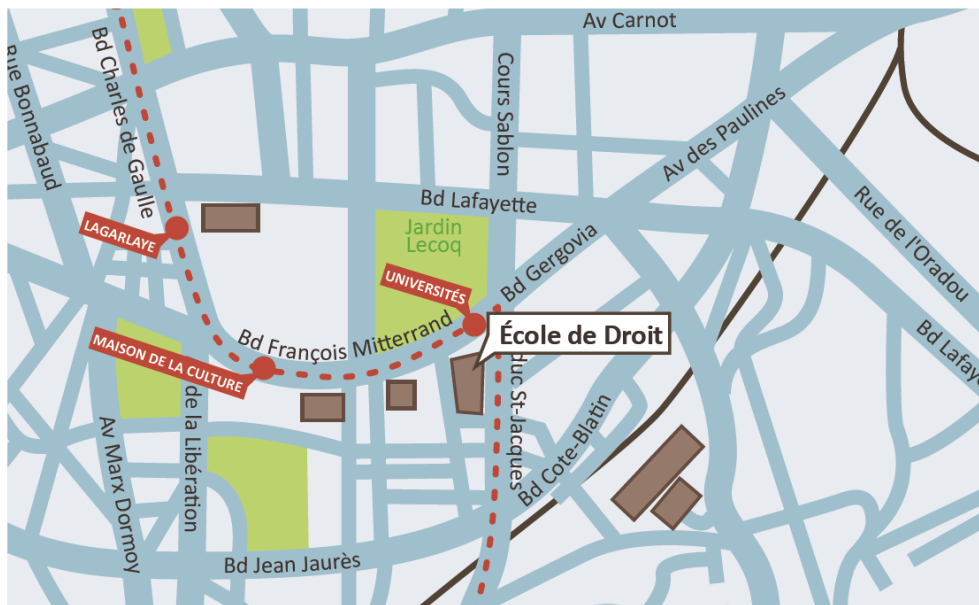 Av Carnot
Bd Charles de Gaulle
Rue Bonnabaud
Cours Sablon
Av des Paulines
Bd Lafayette
Rue de l'Oradou
LAGARLAYE
Jardin
Lecoq
Bd Gergovia
UNIVERSITÉS
Bd François Mitterrand
École de Droit
MAISON DE LA CULTURE
Bd Lafaye
duc St-Jacques
de la Libération
Av Marx Dormoy
Bd Cote-Blatin
Bd Jean Jaurès